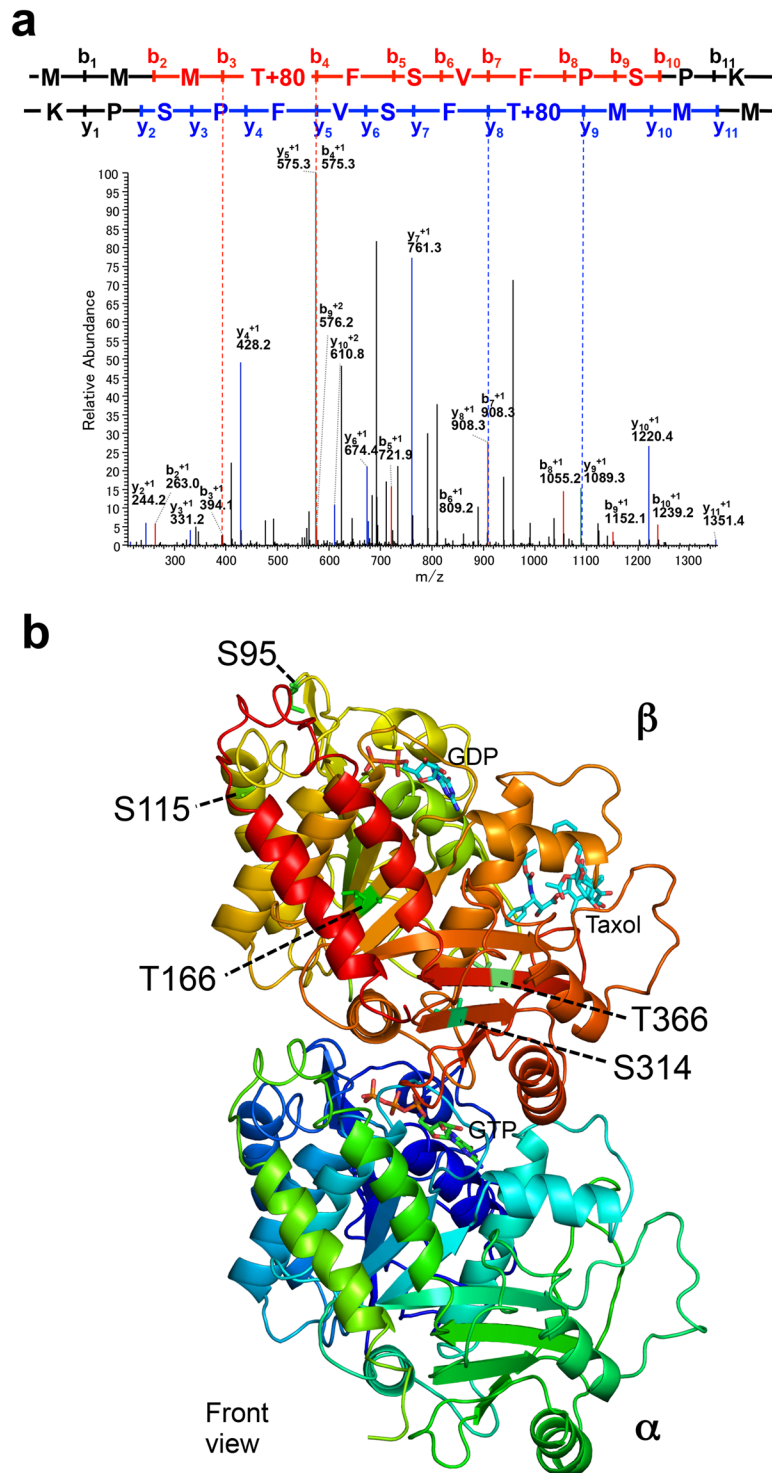 a
b1 b2 b3 b4 b5 b6 b7 b8 b9 b10 b11
M M M T+80 F S V F P S P K
K P S P F V S F T+80 M M M
y1 y2 y3 y4 y5 y6 y7 y8 y9 y10 y11
y5+1 575.3
b4+1 575.3
y7+1 761.3
b9+2 576.2
y10+2 610.8
y4+1 428.2
y8+1 908.3
b7+1 908.3
y6+1 674.4
b5+1 721.9
y10+1 1220.4
y2+1 244.2
b2+1 263.0
y3+1 331.2
b3+1 394.1
b6+1 809.2
b8+1 1055.2
y9+1 1089.3
b9+1 1152.1
b10+1 1239.2
y11+1 1351.4
Relative Abundance
100
95
90
85
80
75
70
65
60
55
50
45
40
35
30
25
20
15
10
5
0
300 400 500 600 700 800 900 1000 1100 1200 1300
m/z
b
S95
β
GDP
S115
Taxol
T166
T366
S314
GTP
Front
view
α